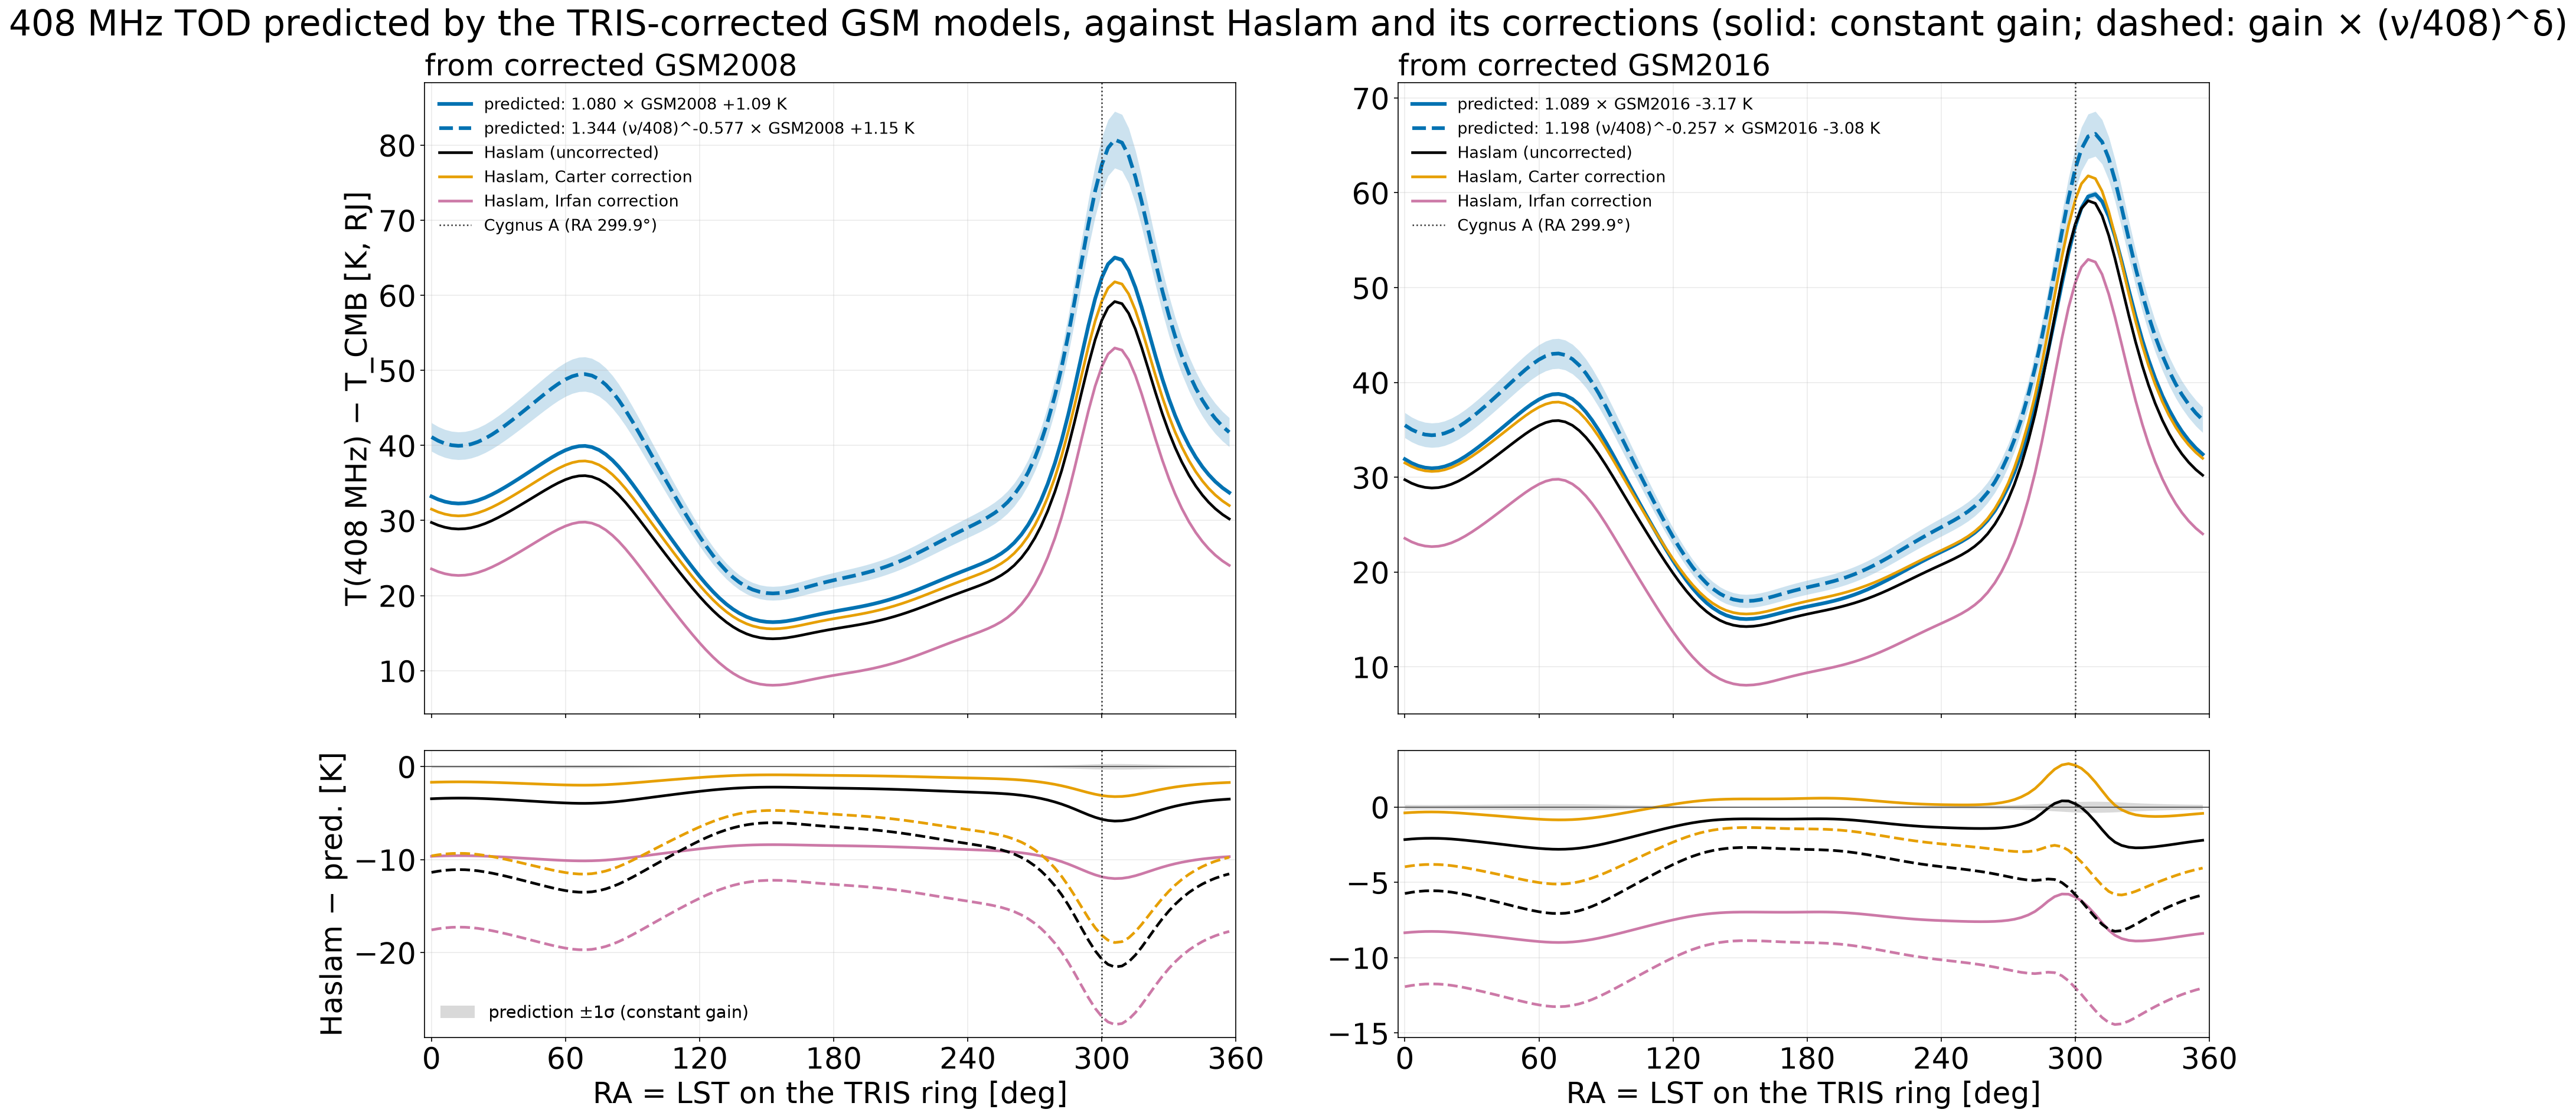 408 MHz TOD predicted by the TRIS-corrected GSM models, against Haslam and its corrections (solid: constant gain; dashed: gain × (ν/408)^δ)
from corrected GSM2008
predicted: 1.080 × GSM2008 +1.09 K
predicted: 1.344 (ν/408)^-0.577 × GSM2008 +1.15 K
Haslam (uncorrected)
Haslam, Carter correction
Haslam, Irfan correction
Cygnus A (RA 299.9°)
T(408 MHz) − T_CMB [K, RJ]
80
70
60
50
40
30
20
10
from corrected GSM2016
predicted: 1.089 × GSM2016 -3.17 K
predicted: 1.198 (ν/408)^-0.257 × GSM2016 -3.08 K
Haslam (uncorrected)
Haslam, Carter correction
Haslam, Irfan correction
Cygnus A (RA 299.9°)
70
60
50
40
30
20
10
Haslam − pred. [K]
0
−10
−20
prediction ±1σ (constant gain)
0 60 120 180 240 300 360
RA = LST on the TRIS ring [deg]
0
−5
−10
−15
0 60 120 180 240 300 360
RA = LST on the TRIS ring [deg]